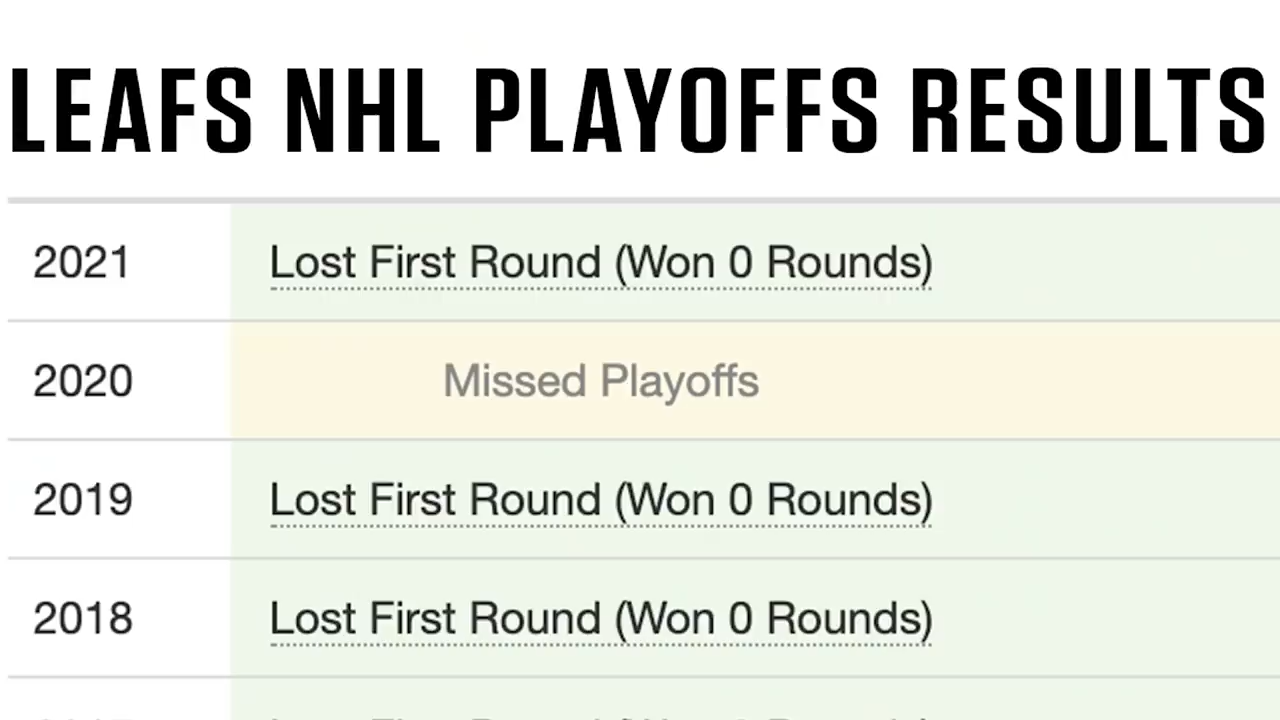 LEAFS NHL PLAYOFFS RESULTS
2021 Lost First Round (Won 0 Rounds)
2020 Missed Playoffs
2019 Lost First Round (Won 0 Rounds)
2018 Lost First Round (Won 0 Rounds)